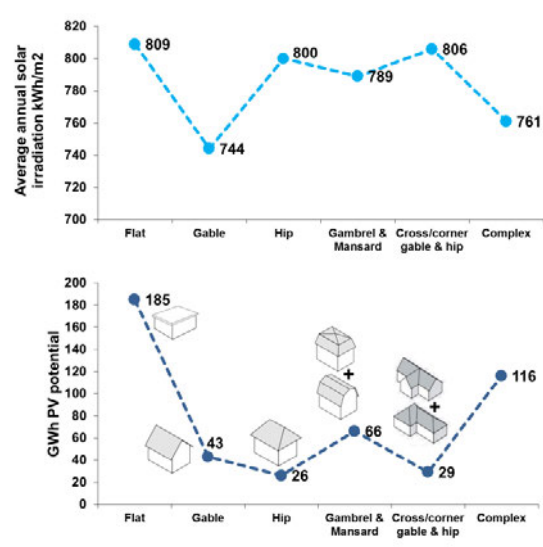 Average annual solar
irradiation kWh/m2
820
800
780
760
740
720
700
809
744
800
789
806
761
Flat
Gable
Hip
Gambrel &
Mansard
Cross/corner
gable & hip
Complex
GWh PV potential
200
180
160
140
120
100
80
60
40
20
0
185
43
26
+
66
+
29
116
Flat
Gable
Hip
Gambrel &
Mansard
Cross/corner
gable & hip
Complex